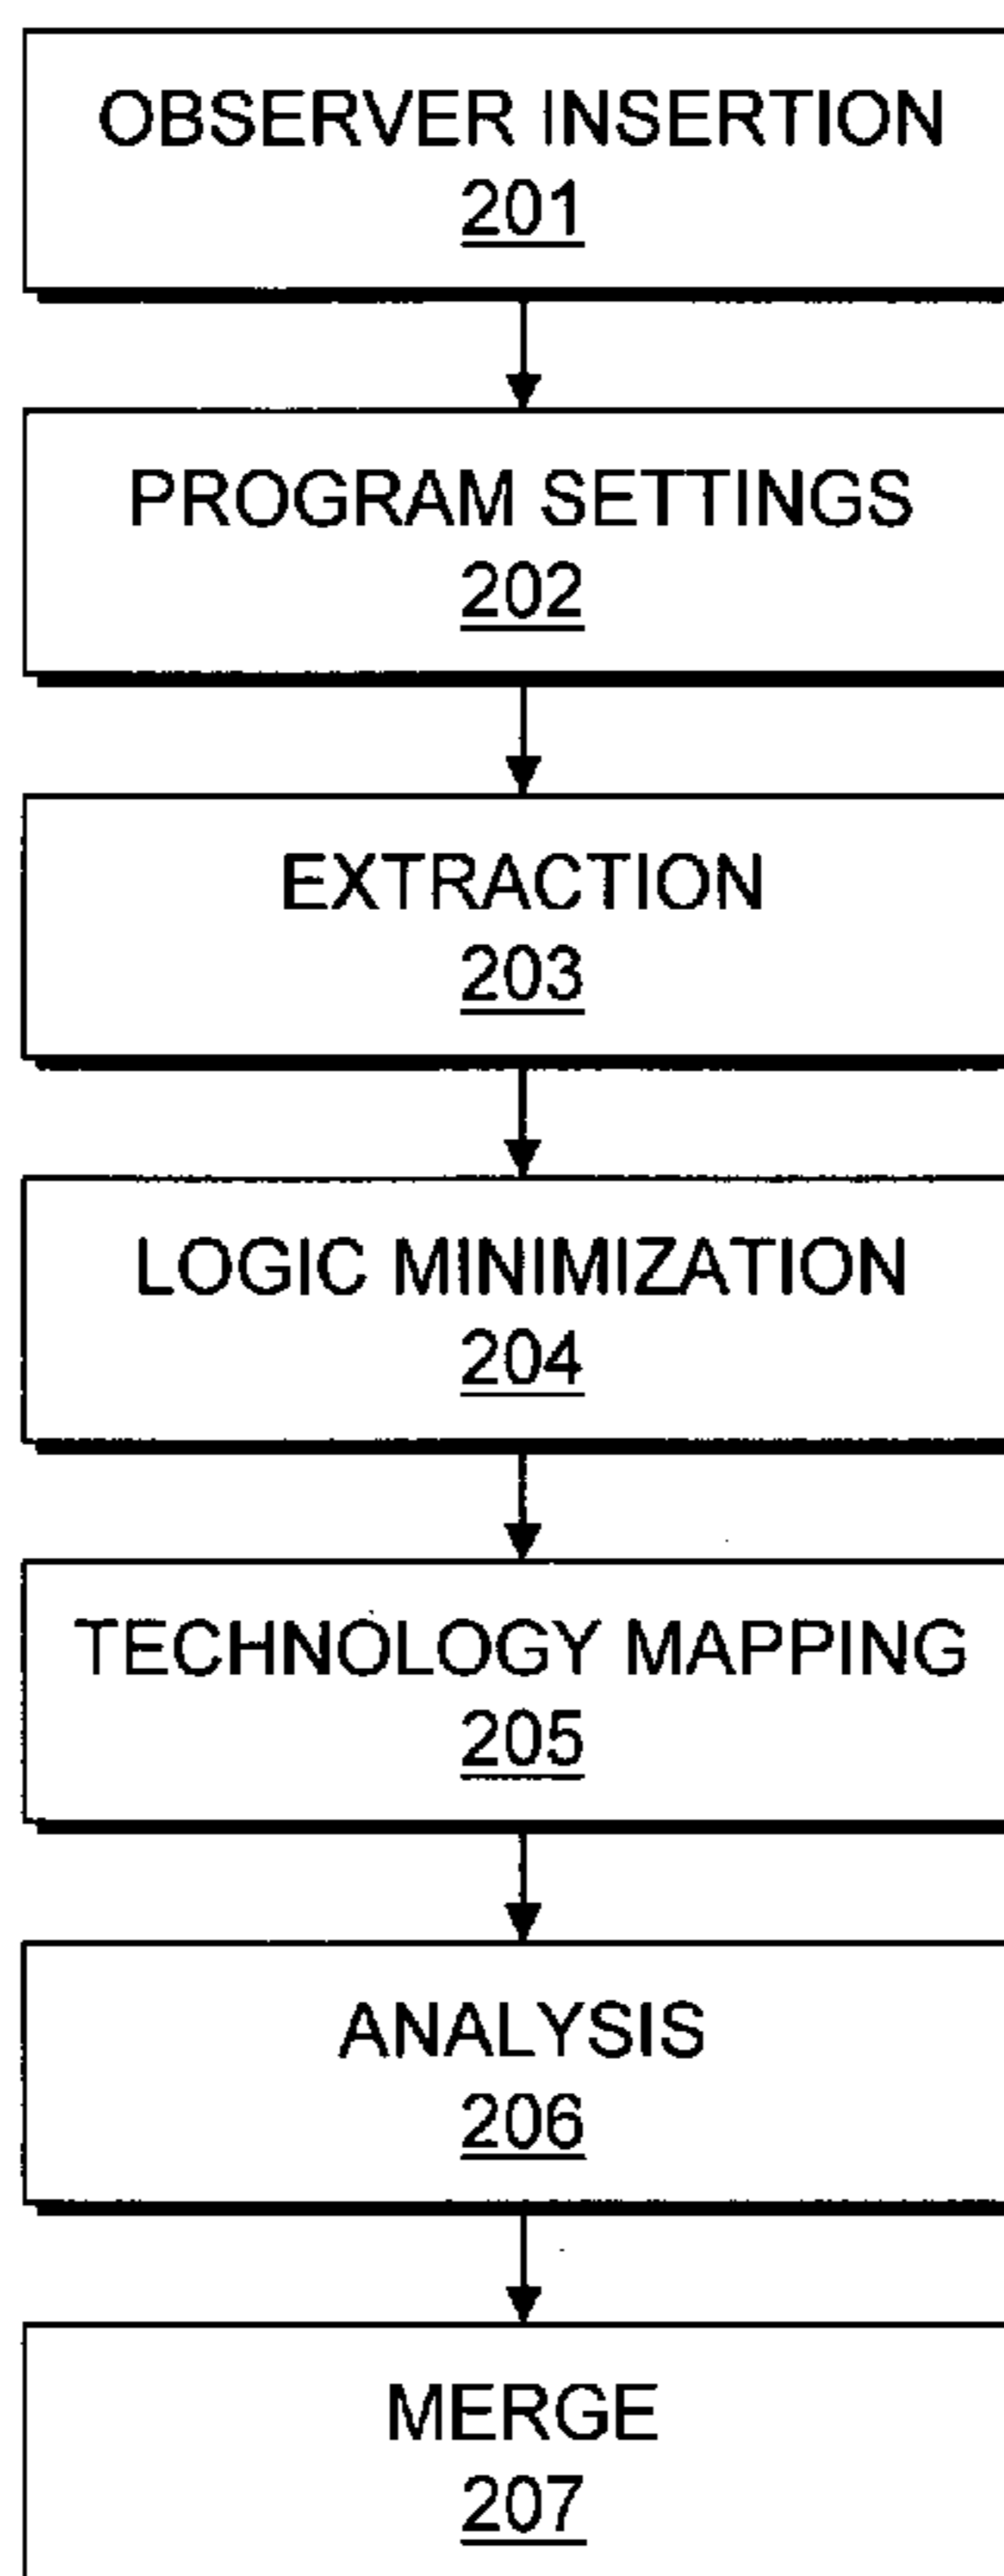 OBSERVER INSERTION
201
PROGRAM SETTINGS
202
EXTRACTION
203
LOGIC MINIMIZATION
204
TECHNOLOGY MAPPING
205
ANALYSIS
206
MERGE
207